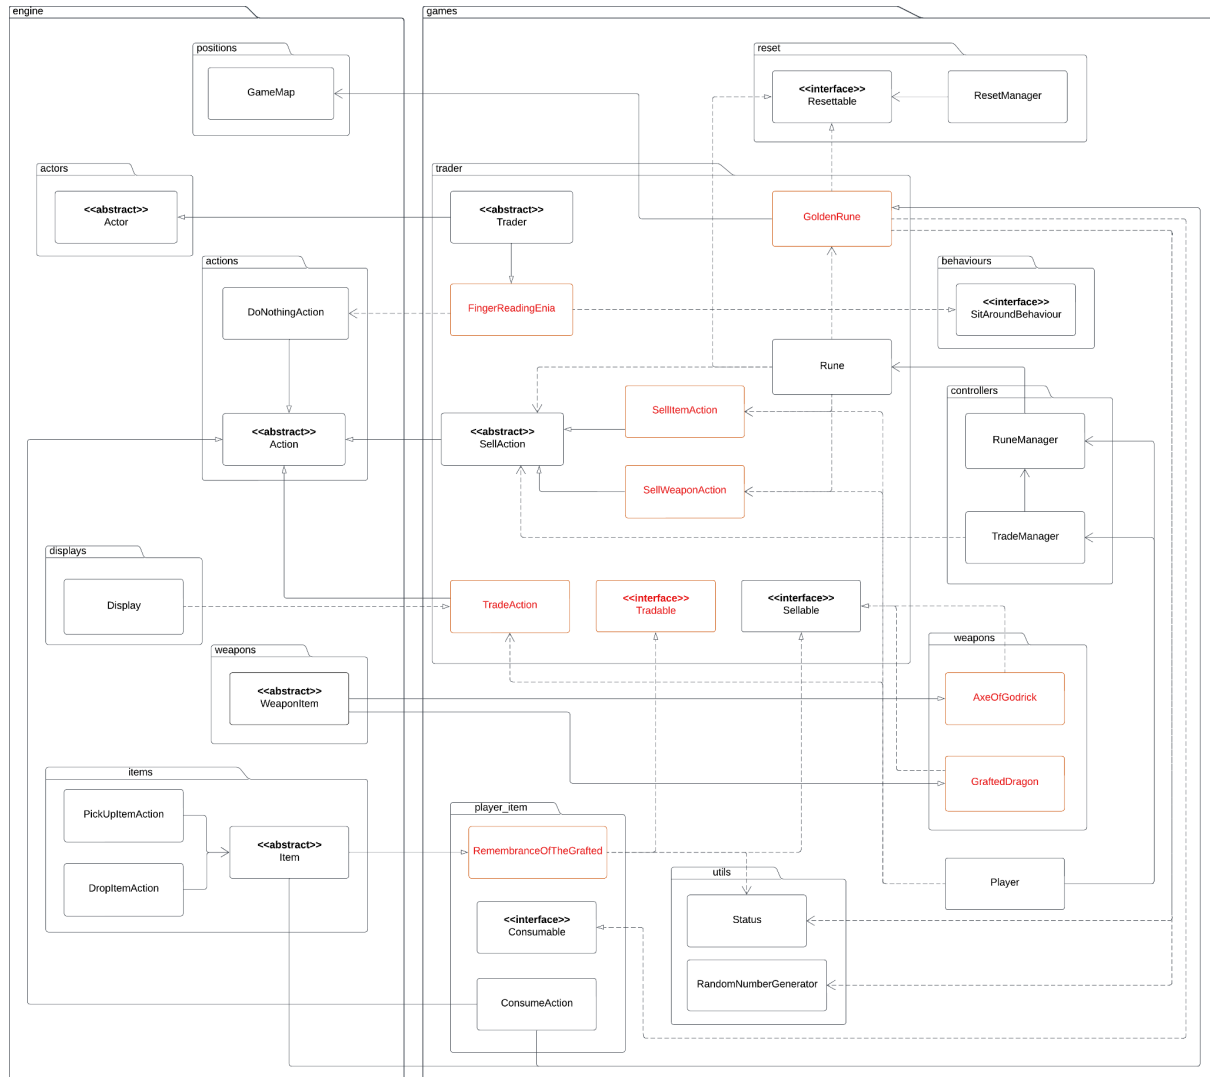 engine
games
positions
GameMap
reset
<<interface>>
Resettable
ResetManager
actors
<<abstract>>
Actor
trader
<<abstract>>
Trader
GoldenRune
actions
DoNothingAction
FingerReadingEnia
behaviours
<<interface>>
SitAroundBehaviour
Rune
<<abstract>>
Action
<<abstract>>
SellAction
SellItemAction
SellWeaponAction
controllers
RuneManager
TradeManager
displays
Display
TradeAction
<<interface>>
Tradable
<<interface>>
Sellable
weapons
<<abstract>>
WeaponItem
weapons
AxeOfGodrick
GraftedDragon
items
PickUpItemAction
DropItemAction
<<abstract>>
Item
player_item
RemembranceOfTheGrafted
<<interface>>
Consumable
ConsumeAction
utils
Status
RandomNumberGenerator
Player